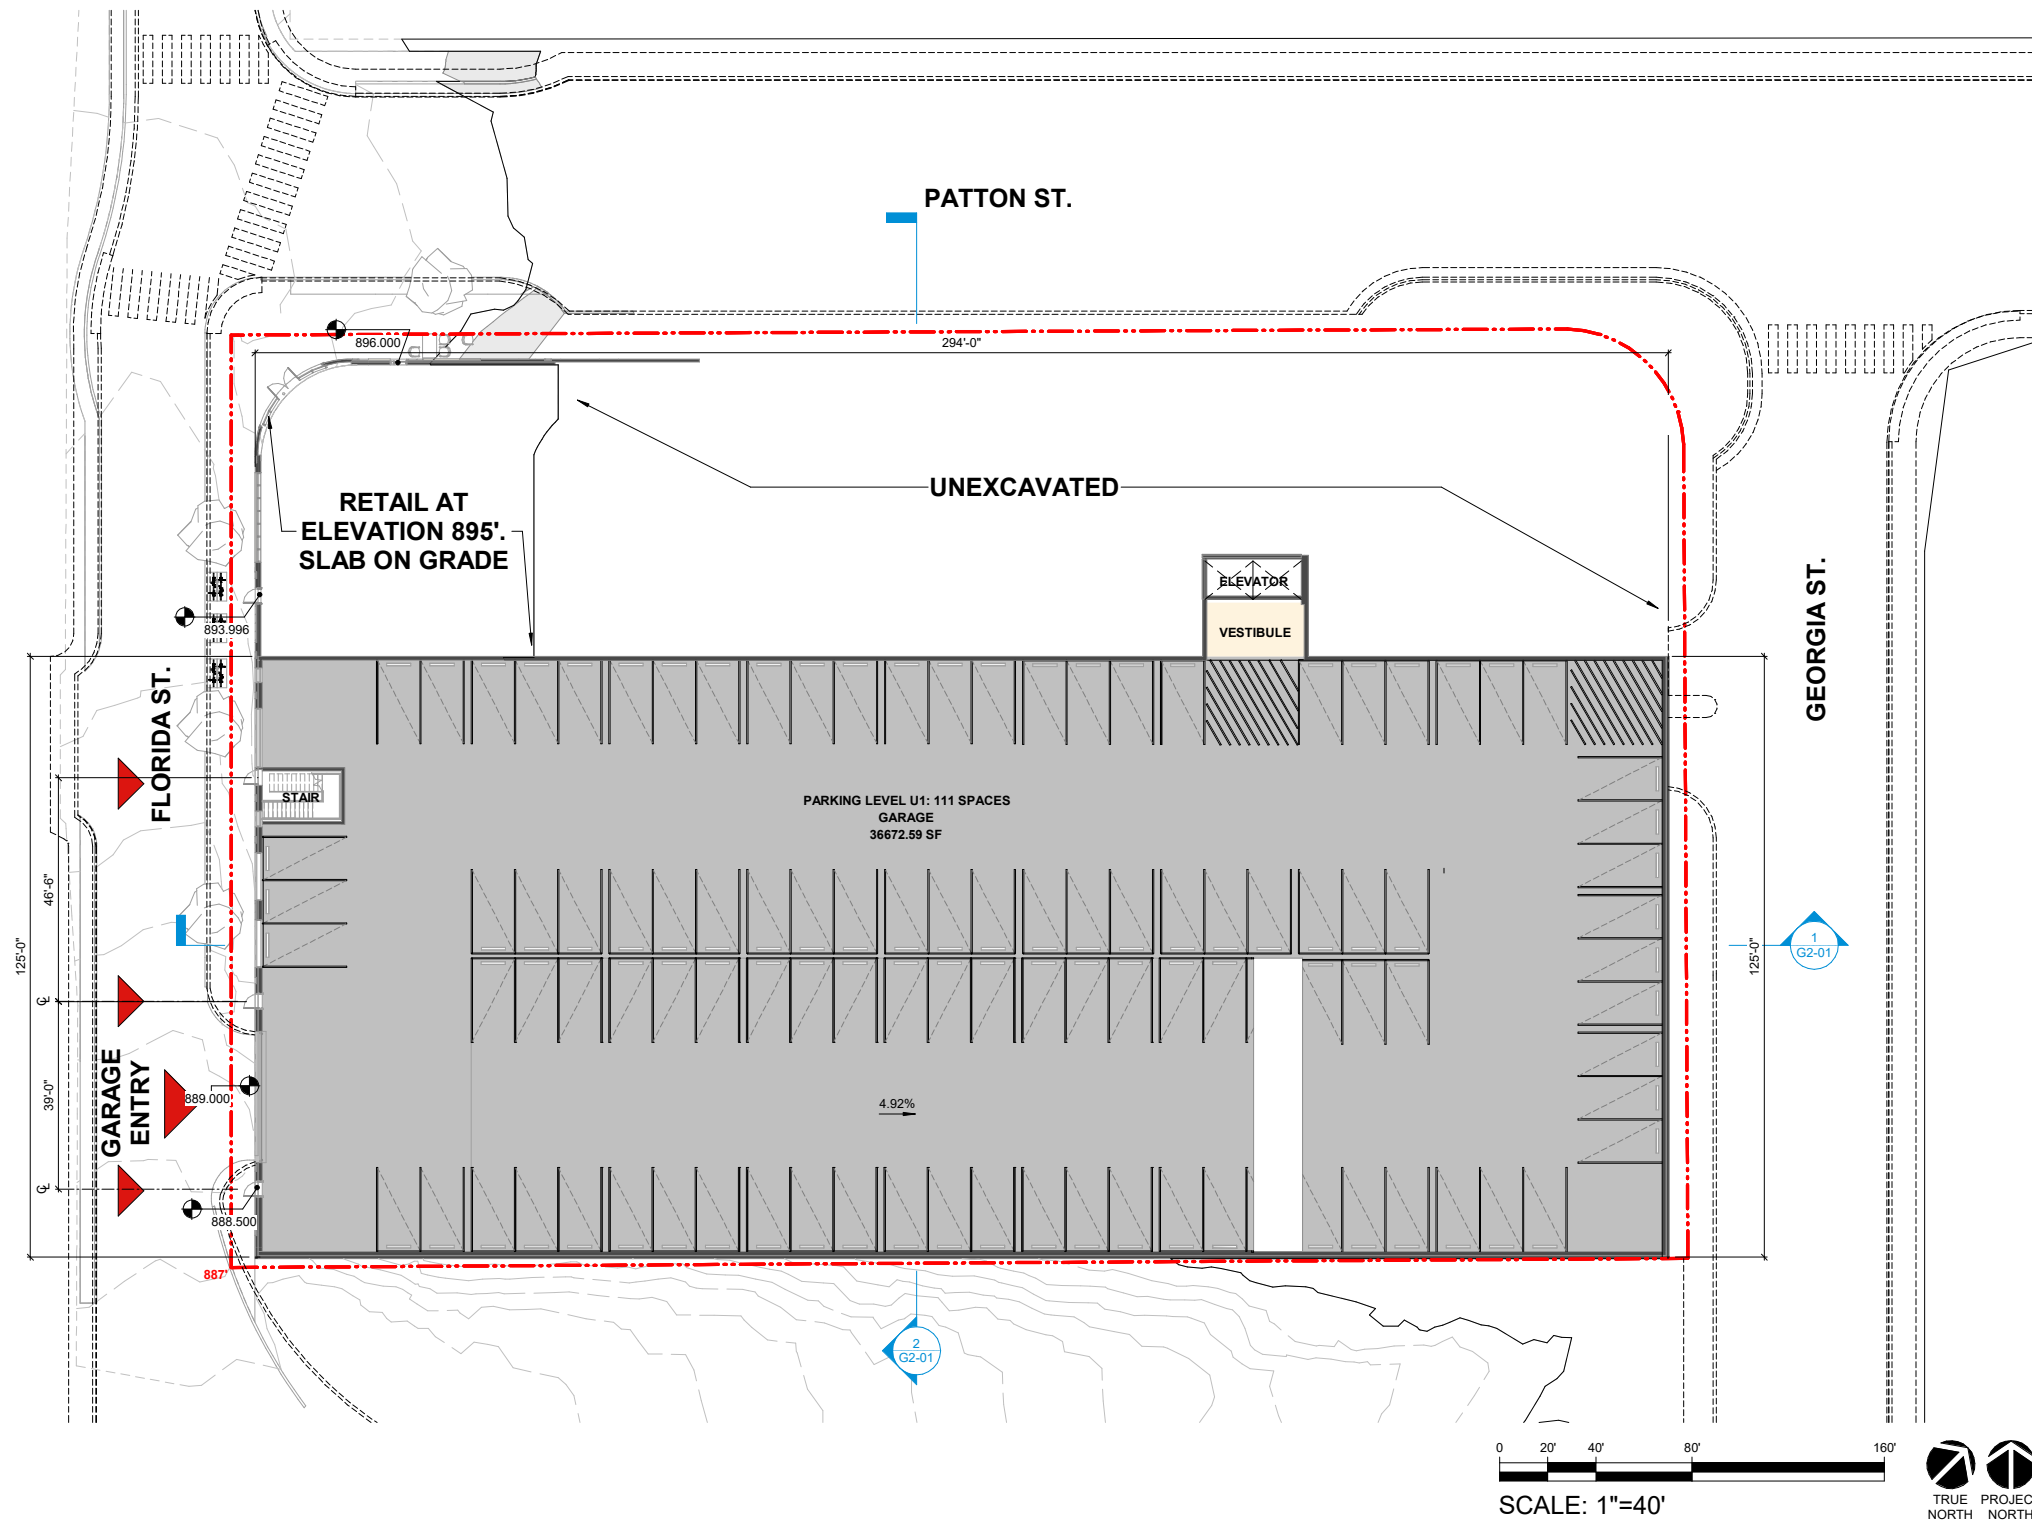 PATTON ST.
896.000
294'-0"
UNEXCAVATED
RETAIL AT
ELEVATION 895'.
SLAB ON GRADE
ELEVATOR
VESTIBULE
893.996
FLORIDA ST.
GEORGIA ST.
STAIR
PARKING LEVEL U1: 111 SPACES
GARAGE
36672.59 SF
46'-6"
125'-0"
125'-0"
1
G2-01
CL
GARAGE
ENTRY
39'-0"
889.000
4.92%
CL
888.500
887'
2
G2-01
0 20' 40' 80' 160'
SCALE: 1"=40'
TRUE
NORTH
PROJEC
NORTH